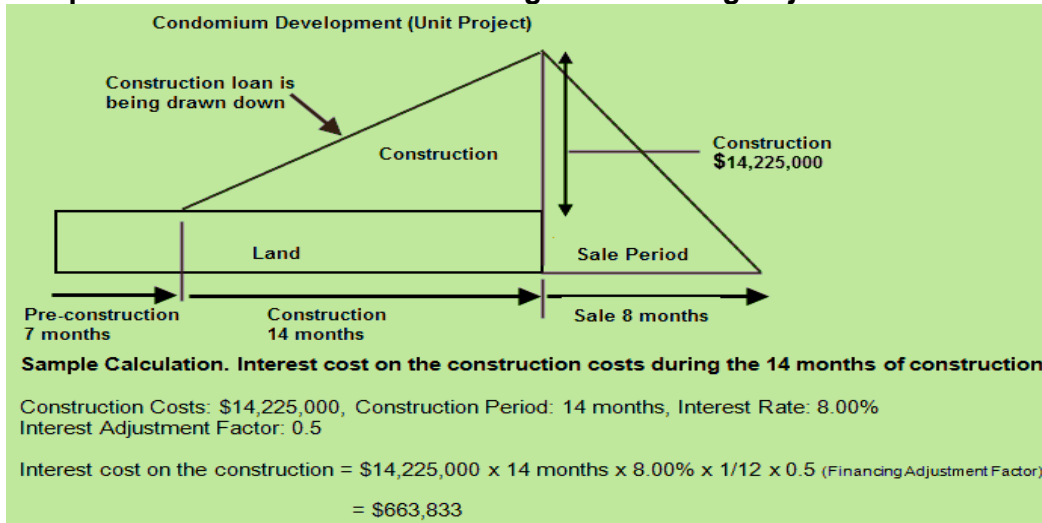 Condomium Development (Unit Project)
Construction loan is
being drawn down
Construction
Construction
$14,225,000
Land
Sale Period
Pre-construction
7 months
Construction
14 months
Sale 8 months
Sample Calculation. Interest cost on the construction costs during the 14 months of construction
Construction Costs: $14,225,000, Construction Period: 14 months, Interest Rate: 8.00%
Interest Adjustment Factor: 0.5
Interest cost on the construction = $14,225,000 x 14 months x 8.00% x 1/12 x 0.5 (Financing Adjustment Factor)
= $663,833